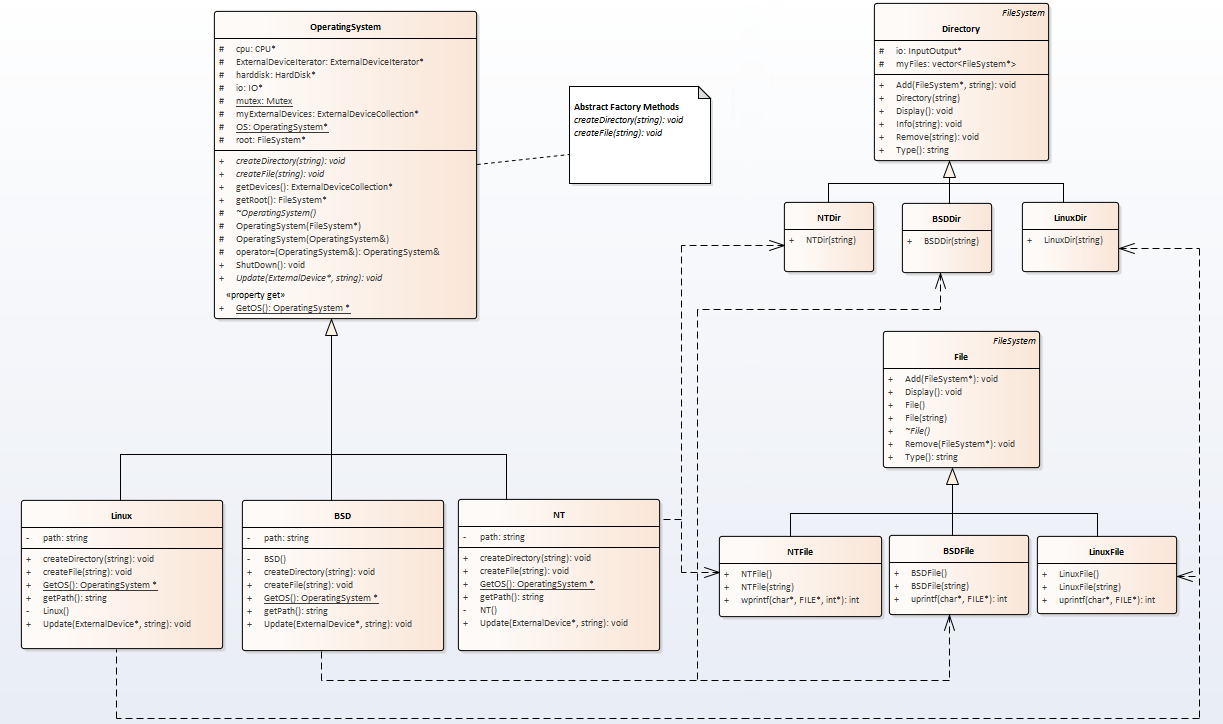 OperatingSystem
# cpu: CPU*
# ExternalDeviceIterator: ExternalDeviceIterator*
# harddisk: HardDisk*
# io: IO*
# mutex: Mutex
# myExternalDevices: ExternalDeviceCollection*
# OS: OperatingSystem*
# root: FileSystem*
+ createDirectory(string): void
+ createFile(string): void
+ getDevices(): ExternalDeviceCollection*
+ getRoot(): FileSystem*
# ~OperatingSystem()
# OperatingSystem(FileSystem*)
# OperatingSystem(OperatingSystem&)
# operator=(OperatingSystem&): OperatingSystem&
+ ShutDown(): void
+ Update(ExternalDevice*, string): void
«property get»
+ GetOS(): OperatingSystem *
Abstract Factory Methods
createDirectory(string): void
createFile(string): void
FileSystem
Directory
# io: InputOutput*
# myFiles: vector<FileSystem*>
+ Add(FileSystem*, string): void
+ Directory(string)
+ Display(): void
+ Info(string): void
+ Remove(string): void
+ Type(): string
NTDir
+ NTDir(string)
BSDDir
+ BSDDir(string)
LinuxDir
+ LinuxDir(string)
FileSystem
File
+ Add(FileSystem*): void
+ Display(): void
+ File()
+ File(string)
+ ~File()
+ Remove(FileSystem*): void
+ Type(): string
Linux
- path: string
+ createDirectory(string): void
+ createFile(string): void
+ GetOS(): OperatingSystem *
+ getPath(): string
- Linux()
+ Update(ExternalDevice*, string): void
BSD
- path: string
- BSD()
+ createDirectory(string): void
+ createFile(string): void
+ GetOS(): OperatingSystem *
+ getPath(): string
+ Update(ExternalDevice*, string): void
NT
- path: string
+ createDirectory(string): void
+ createFile(string): void
+ GetOS(): OperatingSystem *
+ getPath(): string
- NT()
+ Update(ExternalDevice*, string): void
NTFile
+ NTFile()
+ NTFile(string)
+ wprintf(char*, FILE*, int*): int
BSDFile
+ BSDFile()
+ BSDFile(string)
+ uprintf(char*, FILE*): int
LinuxFile
+ LinuxFile()
+ LinuxFile(string)
+ uprintf(char*, FILE*): int